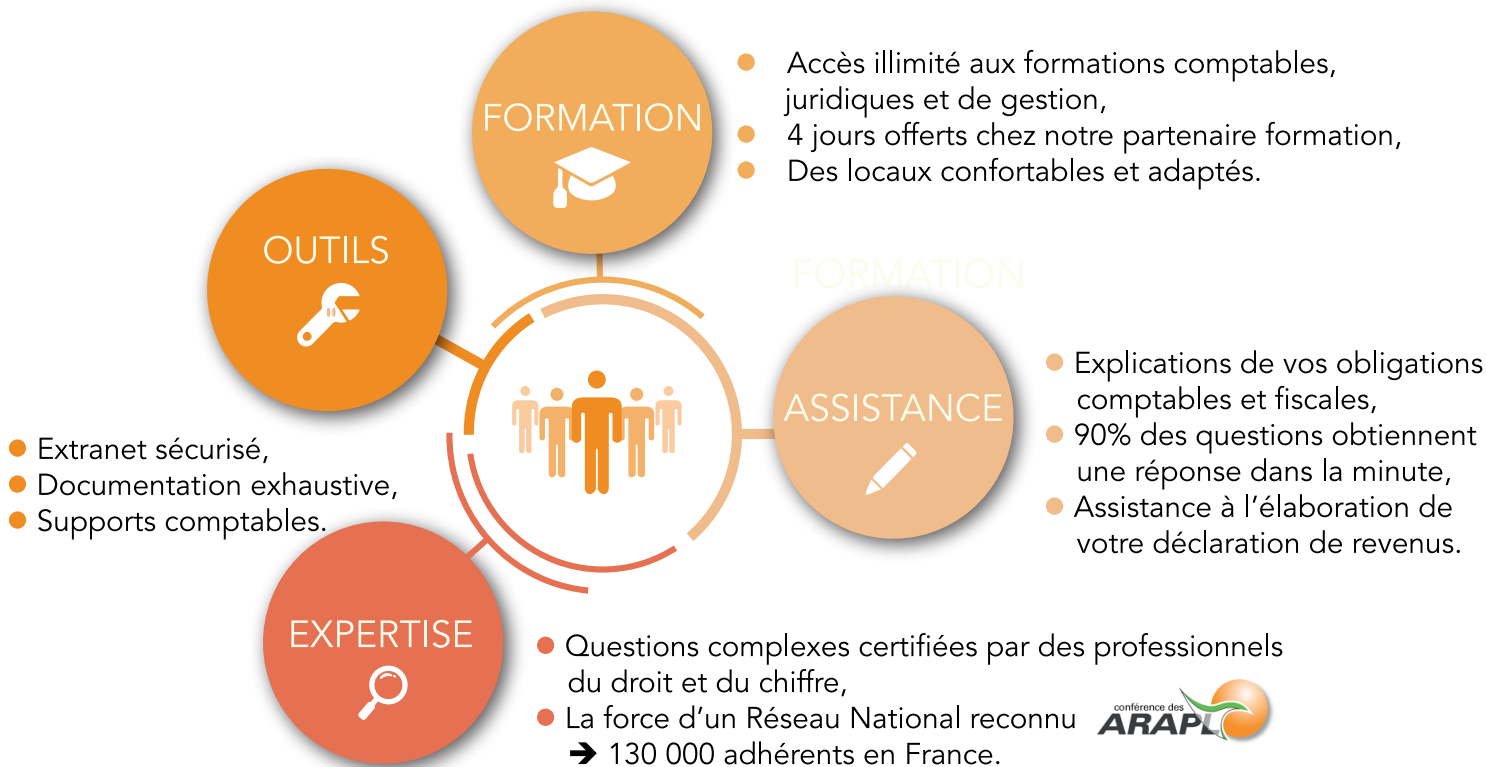 FORMATION
Accès illimité aux formations comptables,
juridiques et de gestion,
4 jours offerts chez notre partenaire formation,
Des locaux confortables et adaptés.
OUTILS
Extranet sécurisé,
Documentation exhaustive,
Supports comptables.
FORMATION
ASSISTANCE
Explications de vos obligations
comptables et fiscales,
90% des questions obtiennent
une réponse dans la minute,
Assistance à l’élaboration de
votre déclaration de revenus.
EXPERTISE
Questions complexes certifiées par des professionnels
du droit et du chiffre,
La force d’un Réseau National reconnu
➔ 130 000 adhérents en France.
conférence des
ARAPL